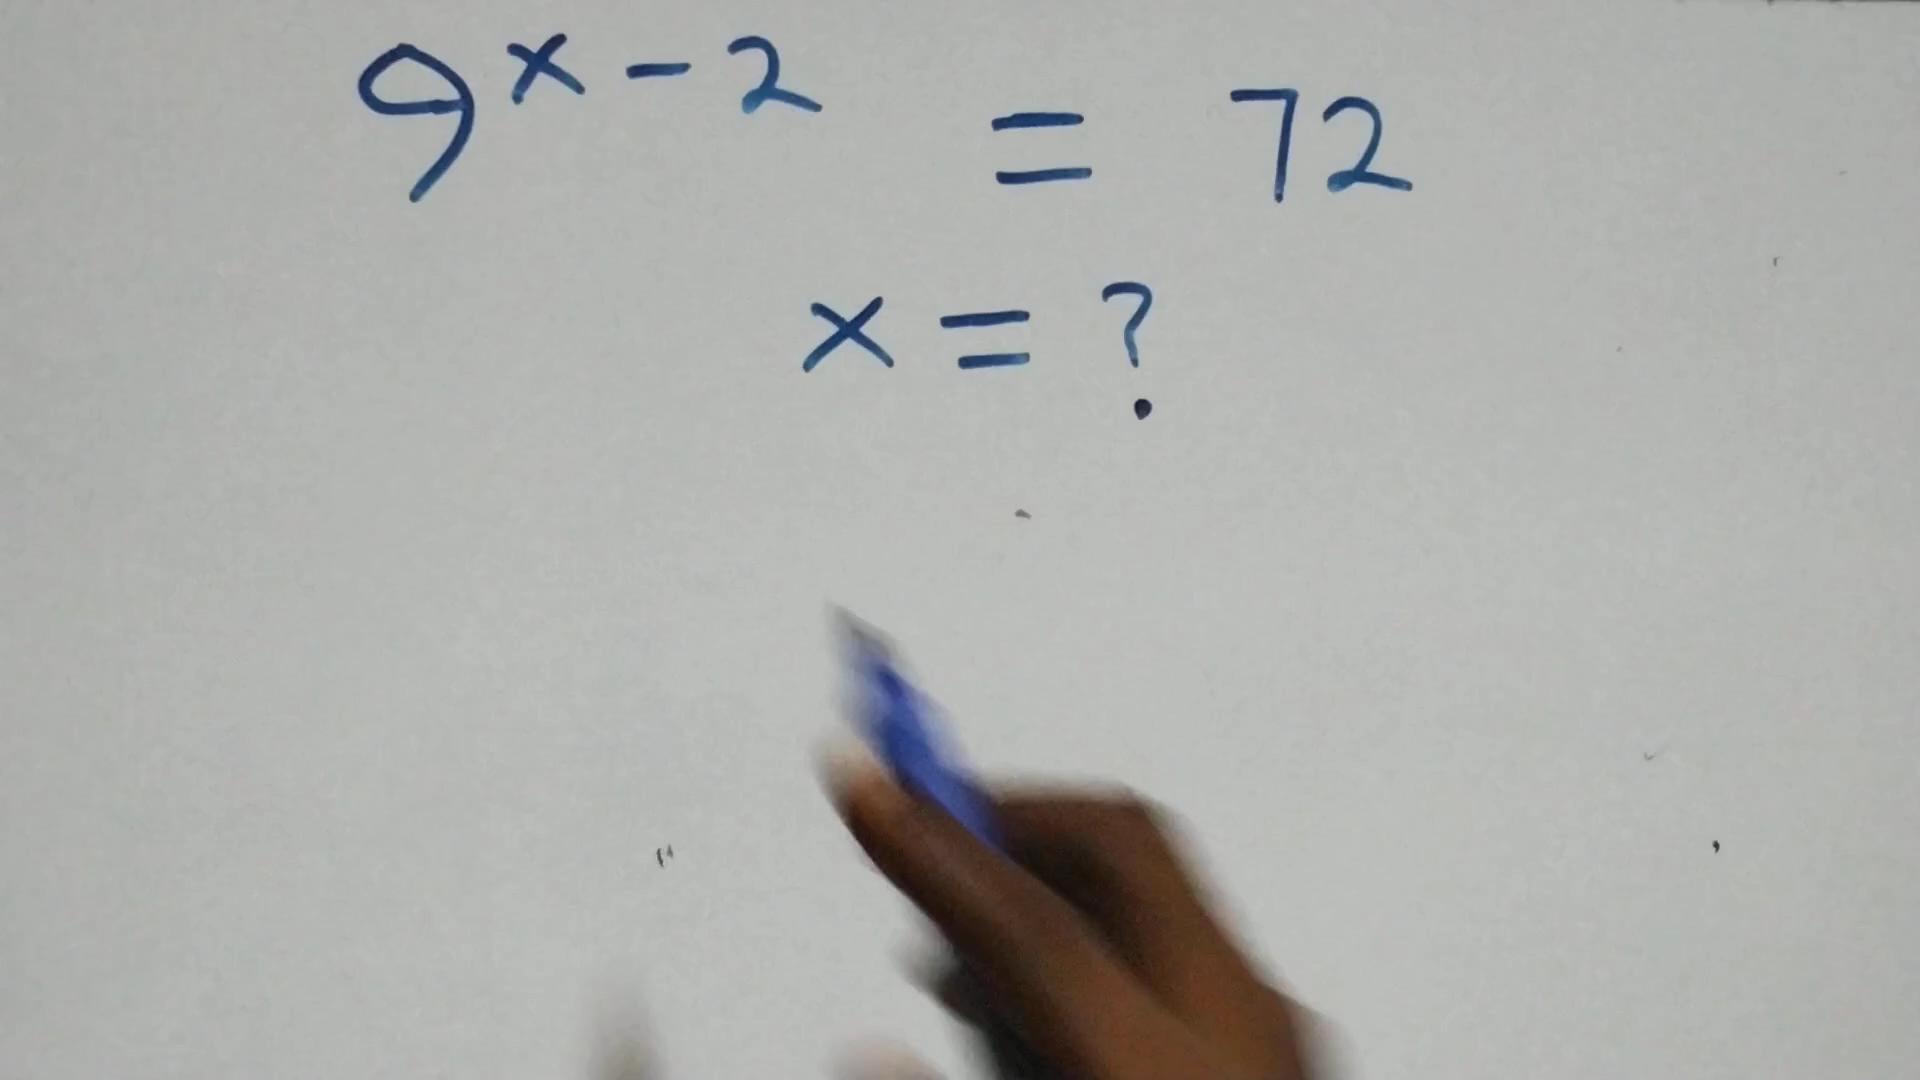 9^x-2 = 72
x = ?